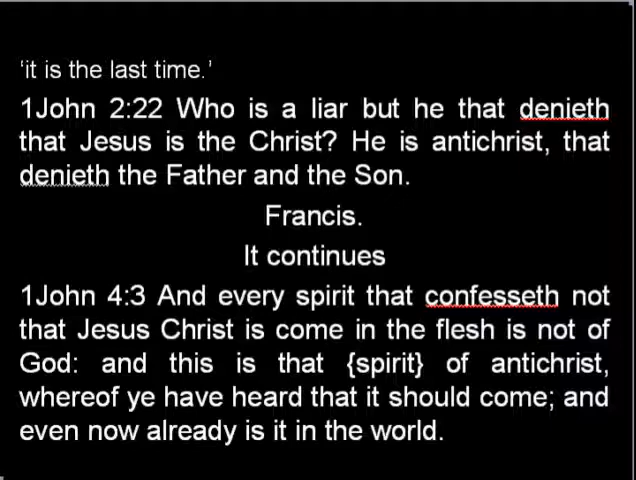 ‘it is the last time.’
1John 2:22 Who is a liar but he that denieth
that Jesus is the Christ? He is antichrist, that
denieth the Father and the Son.
Francis.
It continues
1John 4:3 And every spirit that confesseth not
that Jesus Christ is come in the flesh is not of
God: and this is that {spirit} of antichrist,
whereof ye have heard that it should come; and
even now already is it in the world.